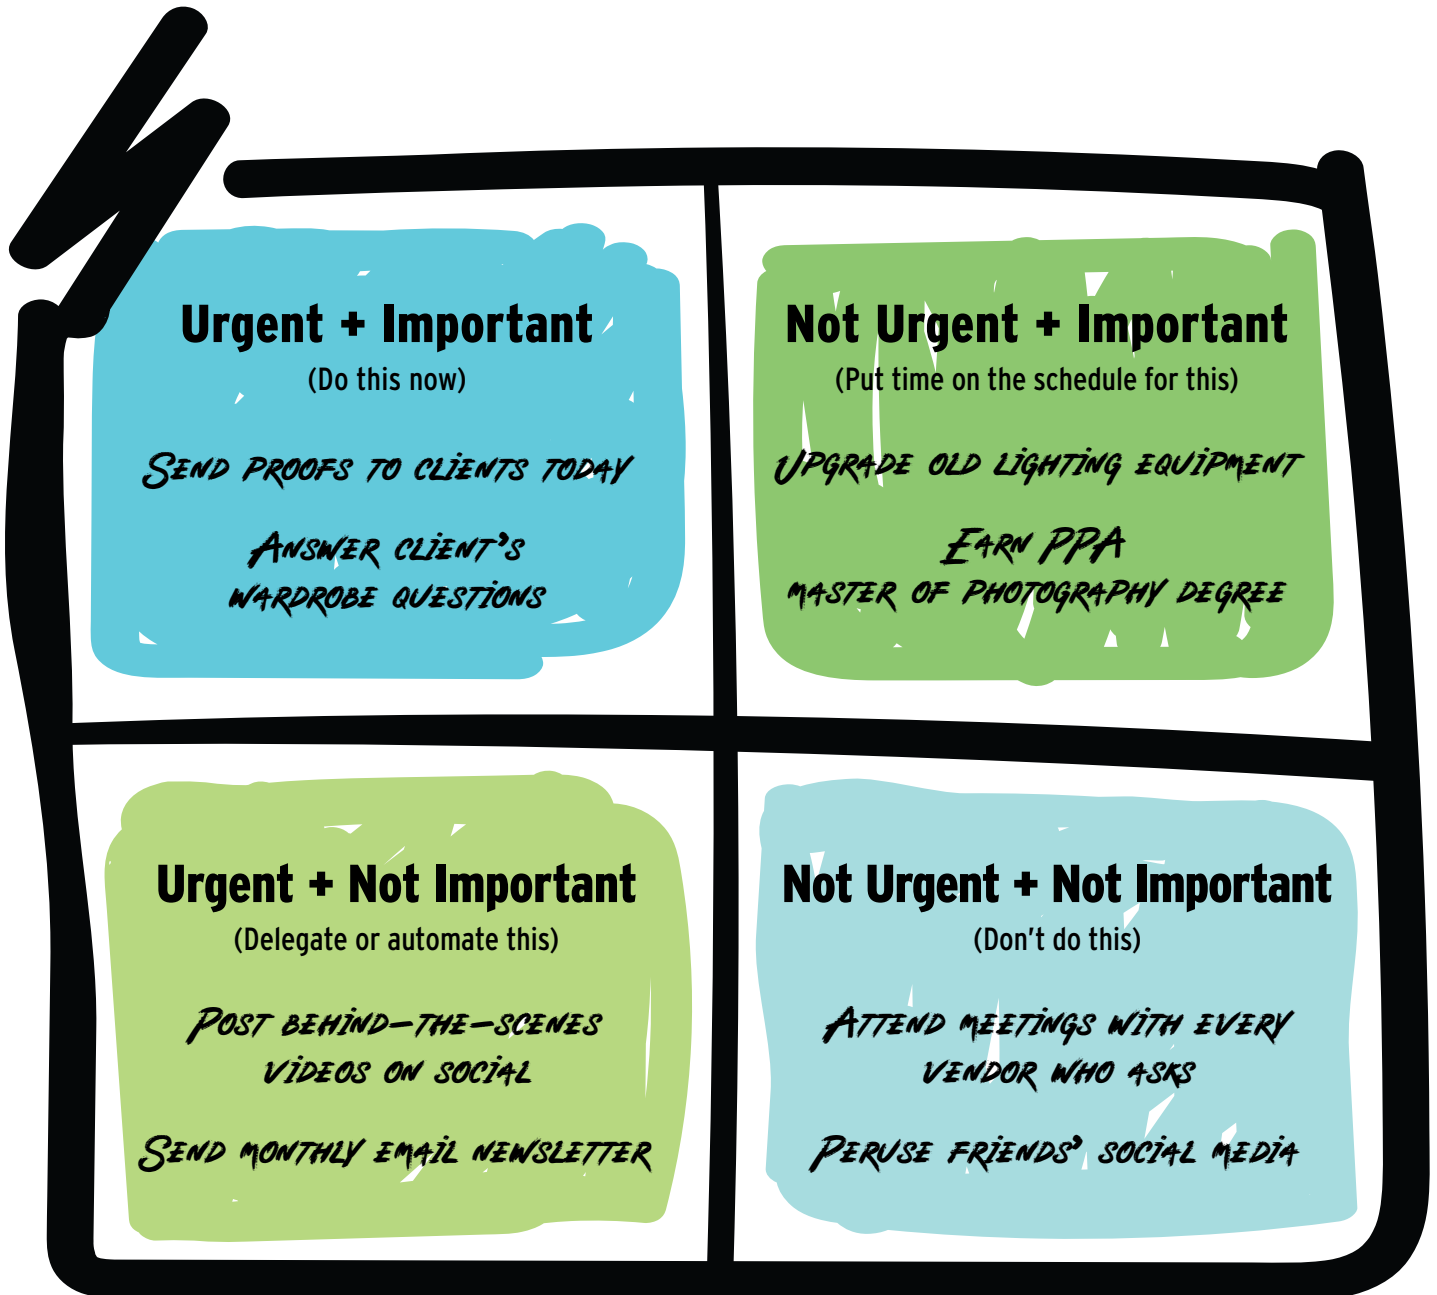 Urgent + Important
(Do this now)
Send proofs to clients today
Answer client's
wardrobe questions
Not Urgent + Important
(Put time on the schedule for this)
Upgrade old lighting equipment
Earn PPA
master of photography degree
Urgent + Not Important
(Delegate or automate this)
Post behind-the-scenes
videos on social
Send monthly email newsletter
Not Urgent + Not Important
(Don't do this)
Attend meetings with every
vendor who asks
Peruse friends' social media